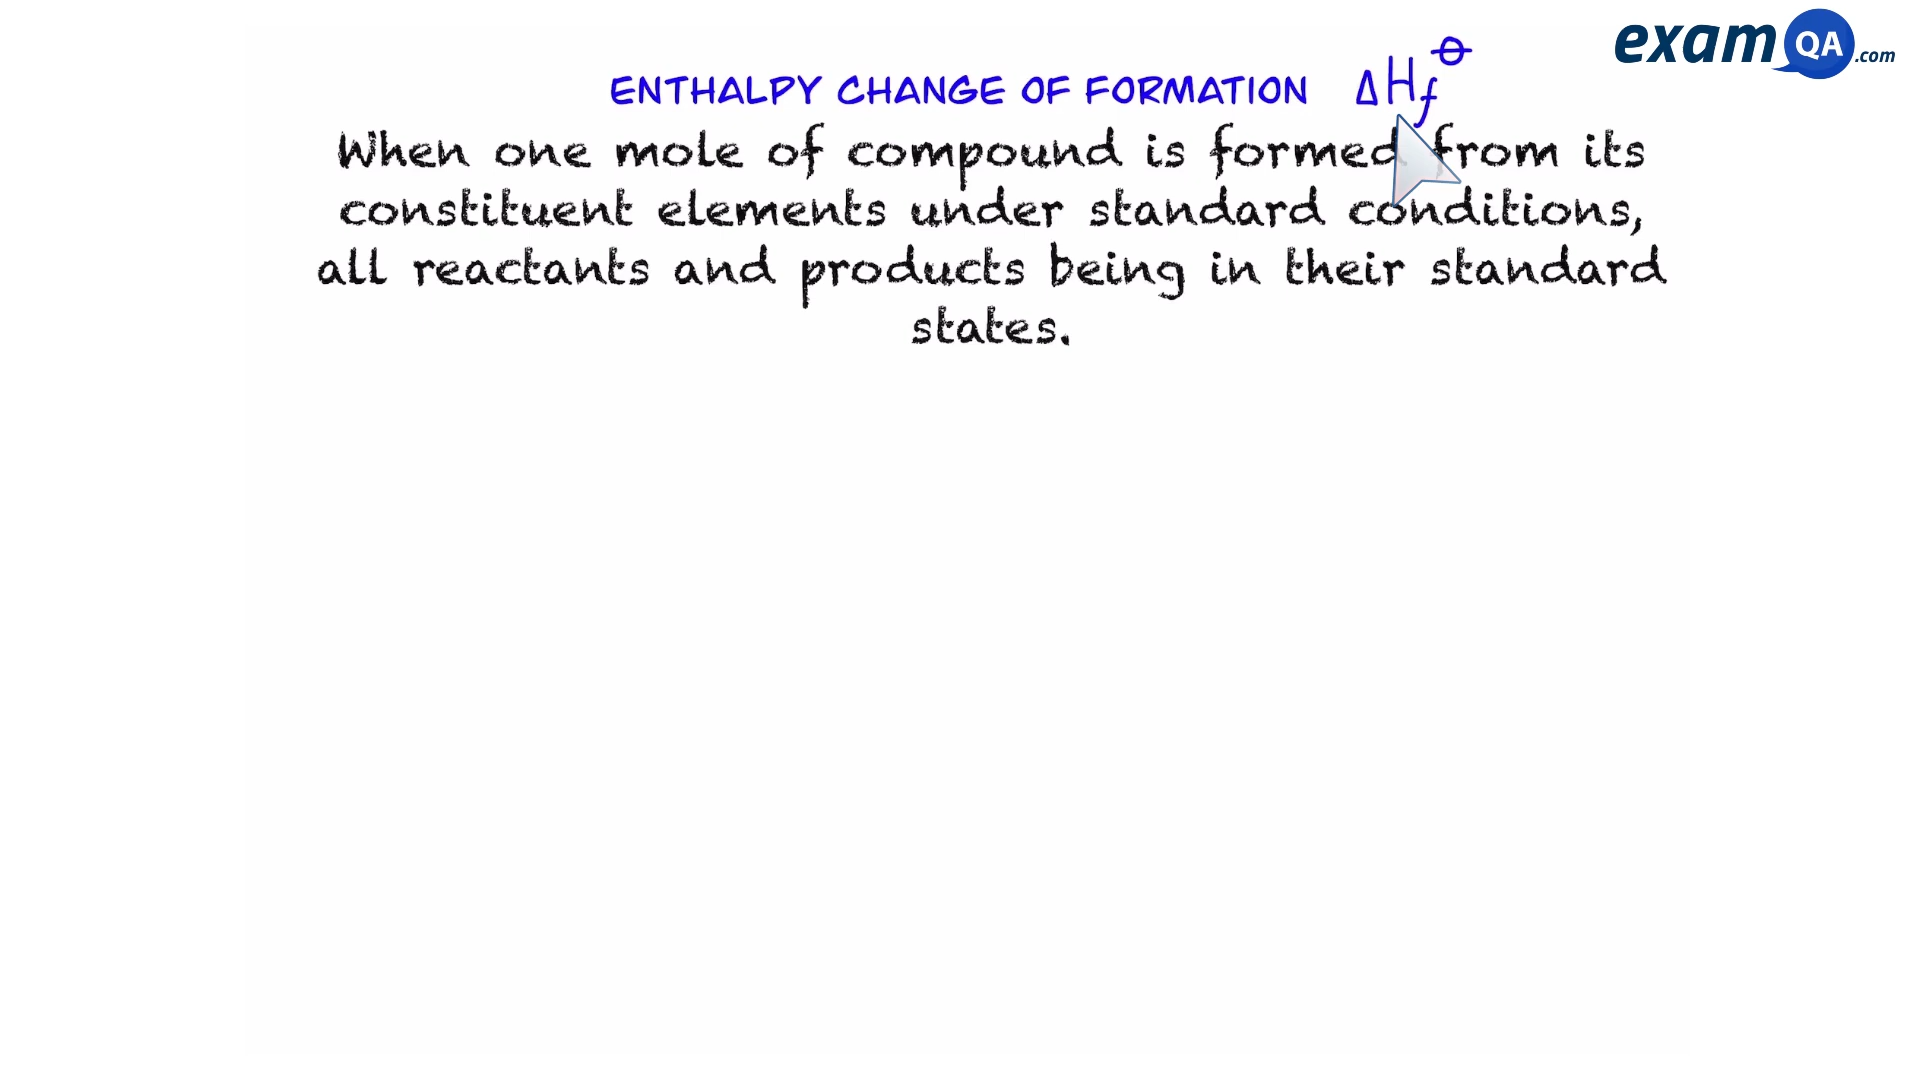 examQA.com
ENTHALPY CHANGE OF FORMATION ΔHf⦵
When one mole of compound is formed from its
constituent elements under standard conditions,
all reactants and products being in their standard
states.